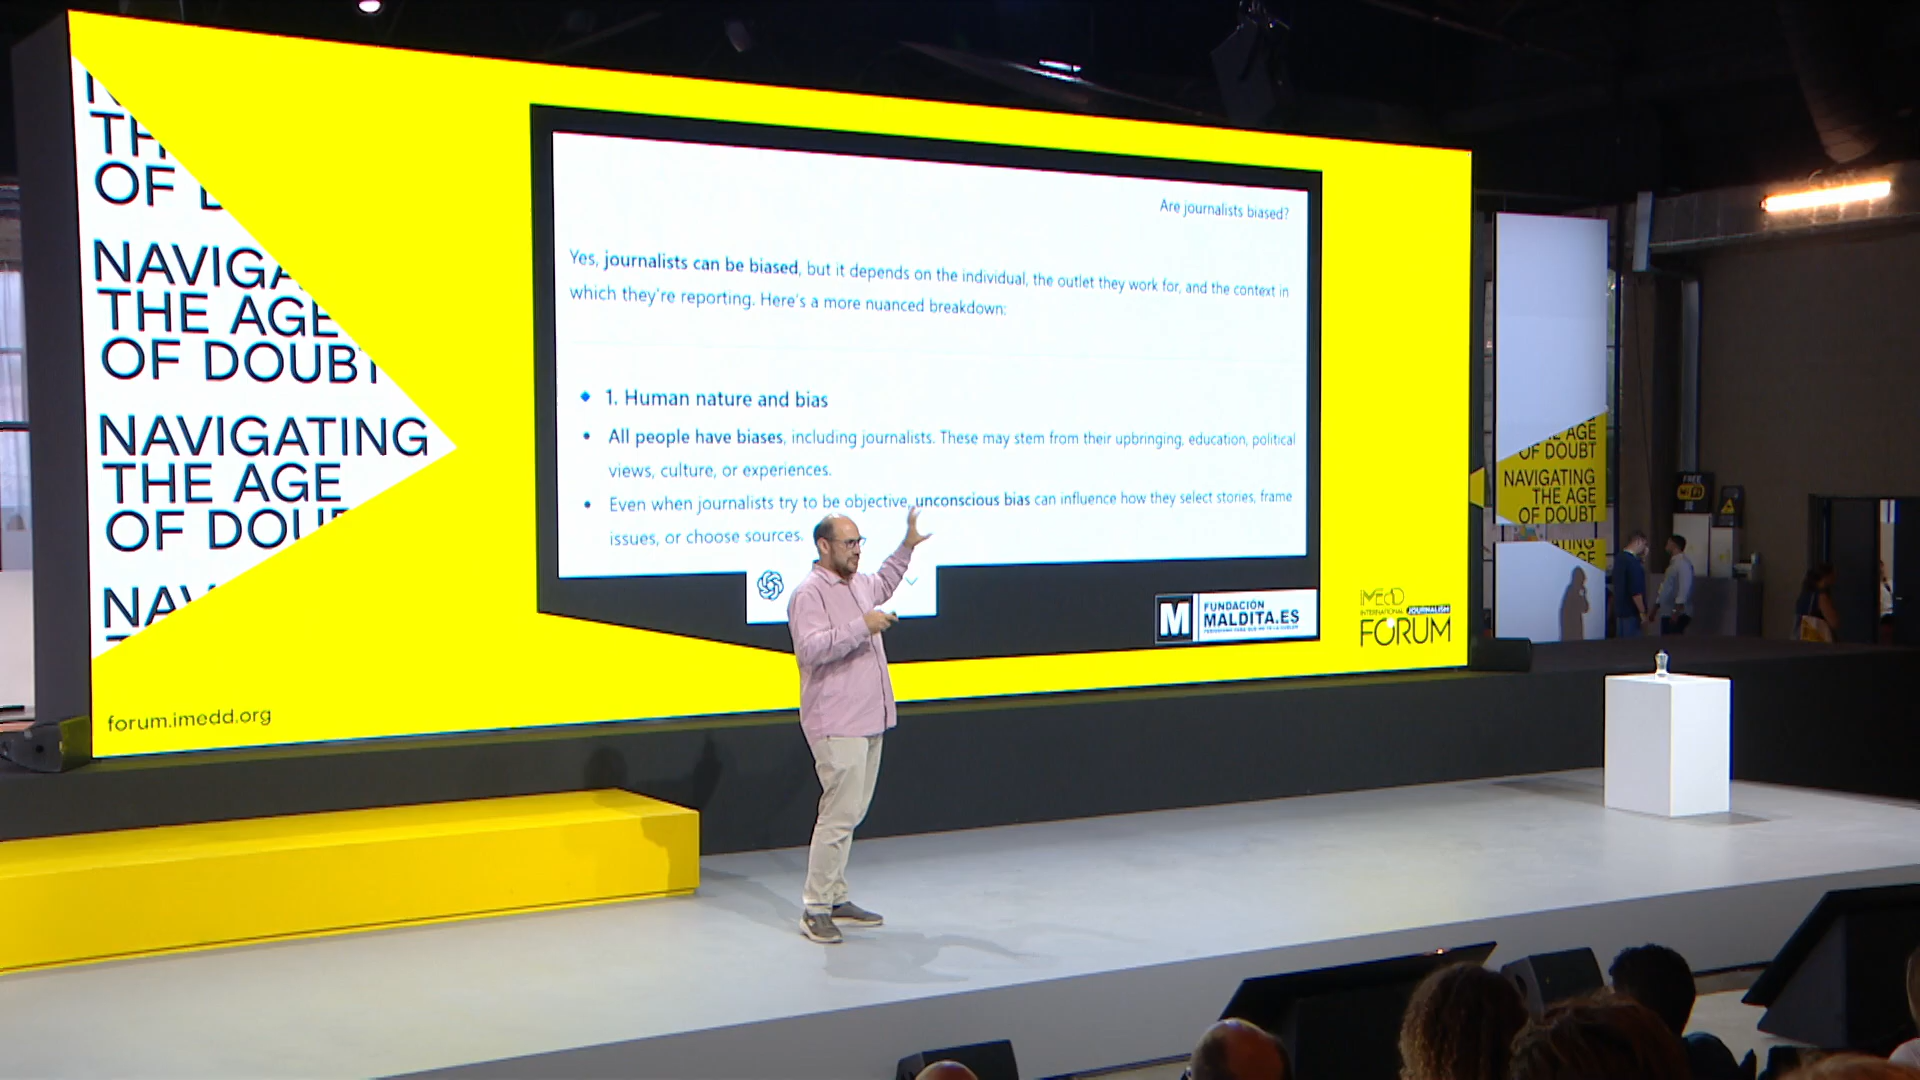 TH
OF D
NAVIGA
THE AGE
OF DOUBT
NAVIGATING
THE AGE
OF DOU
NAV
forum.imedd.org
Are journalists biased?
Yes, journalists can be biased, but it depends on the individual, the outlet they work for, and the context in
which they're reporting. Here's a more nuanced breakdown:
1. Human nature and bias
All people have biases, including journalists. These may stem from their upbringing, education, political
views, culture, or experiences.
Even when journalists try to be objective, unconscious bias can influence how they select stories, frame
issues, or choose sources.
M
FUNDACIÓN
MALDITA.ES
iMEdD
INTERNATIONAL JOURNALISM
FORUM
AGE
OF DOUBT
NAVIGATING
THE AGE
OF DOUBT
ATING
GE
FREE
WiFi